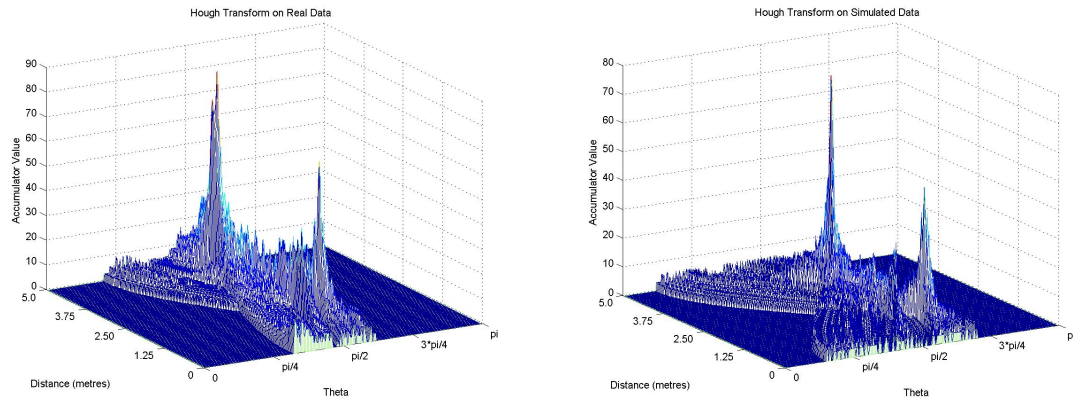 Hough Transform on Real Data
90
80
70
60
50
40
30
20
10
0
Accumulator Value
5.0
3.75
2.50
1.25
0
Distance (metres)
0
pi/4
pi/2
3*pi/4
pi
Theta
Hough Transform on Simulated Data
80
70
60
50
40
30
20
10
0
Accumulator Value
5.0
3.75
2.50
1.25
0
Distance (metres)
0
pi/4
pi/2
3*pi/4
p
Theta